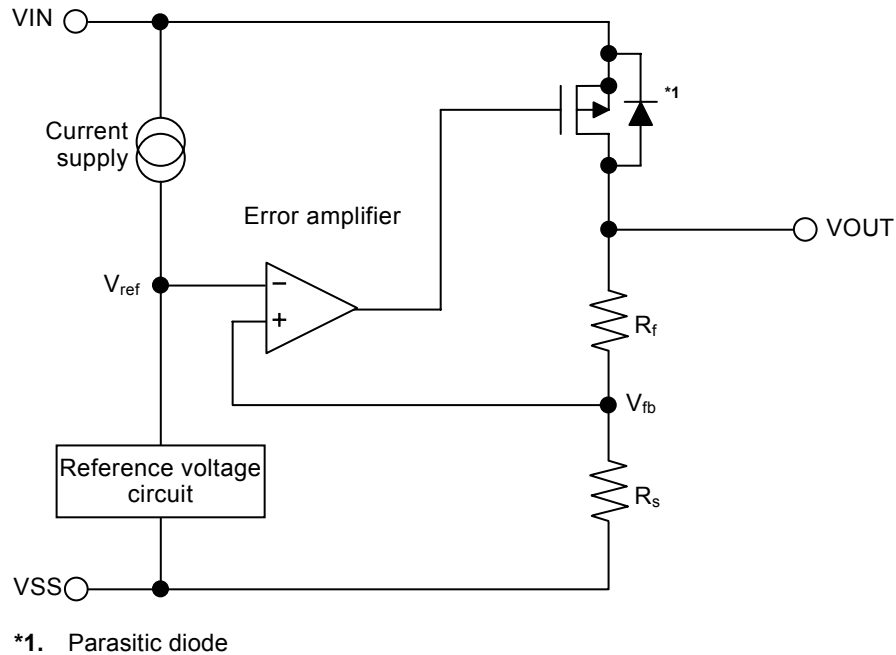 VIN
*1
Current
supply
Error amplifier
VOUT
Vref
−
+
Rf
Vfb
Reference voltage
circuit
Rs
VSS
*1. Parasitic diode